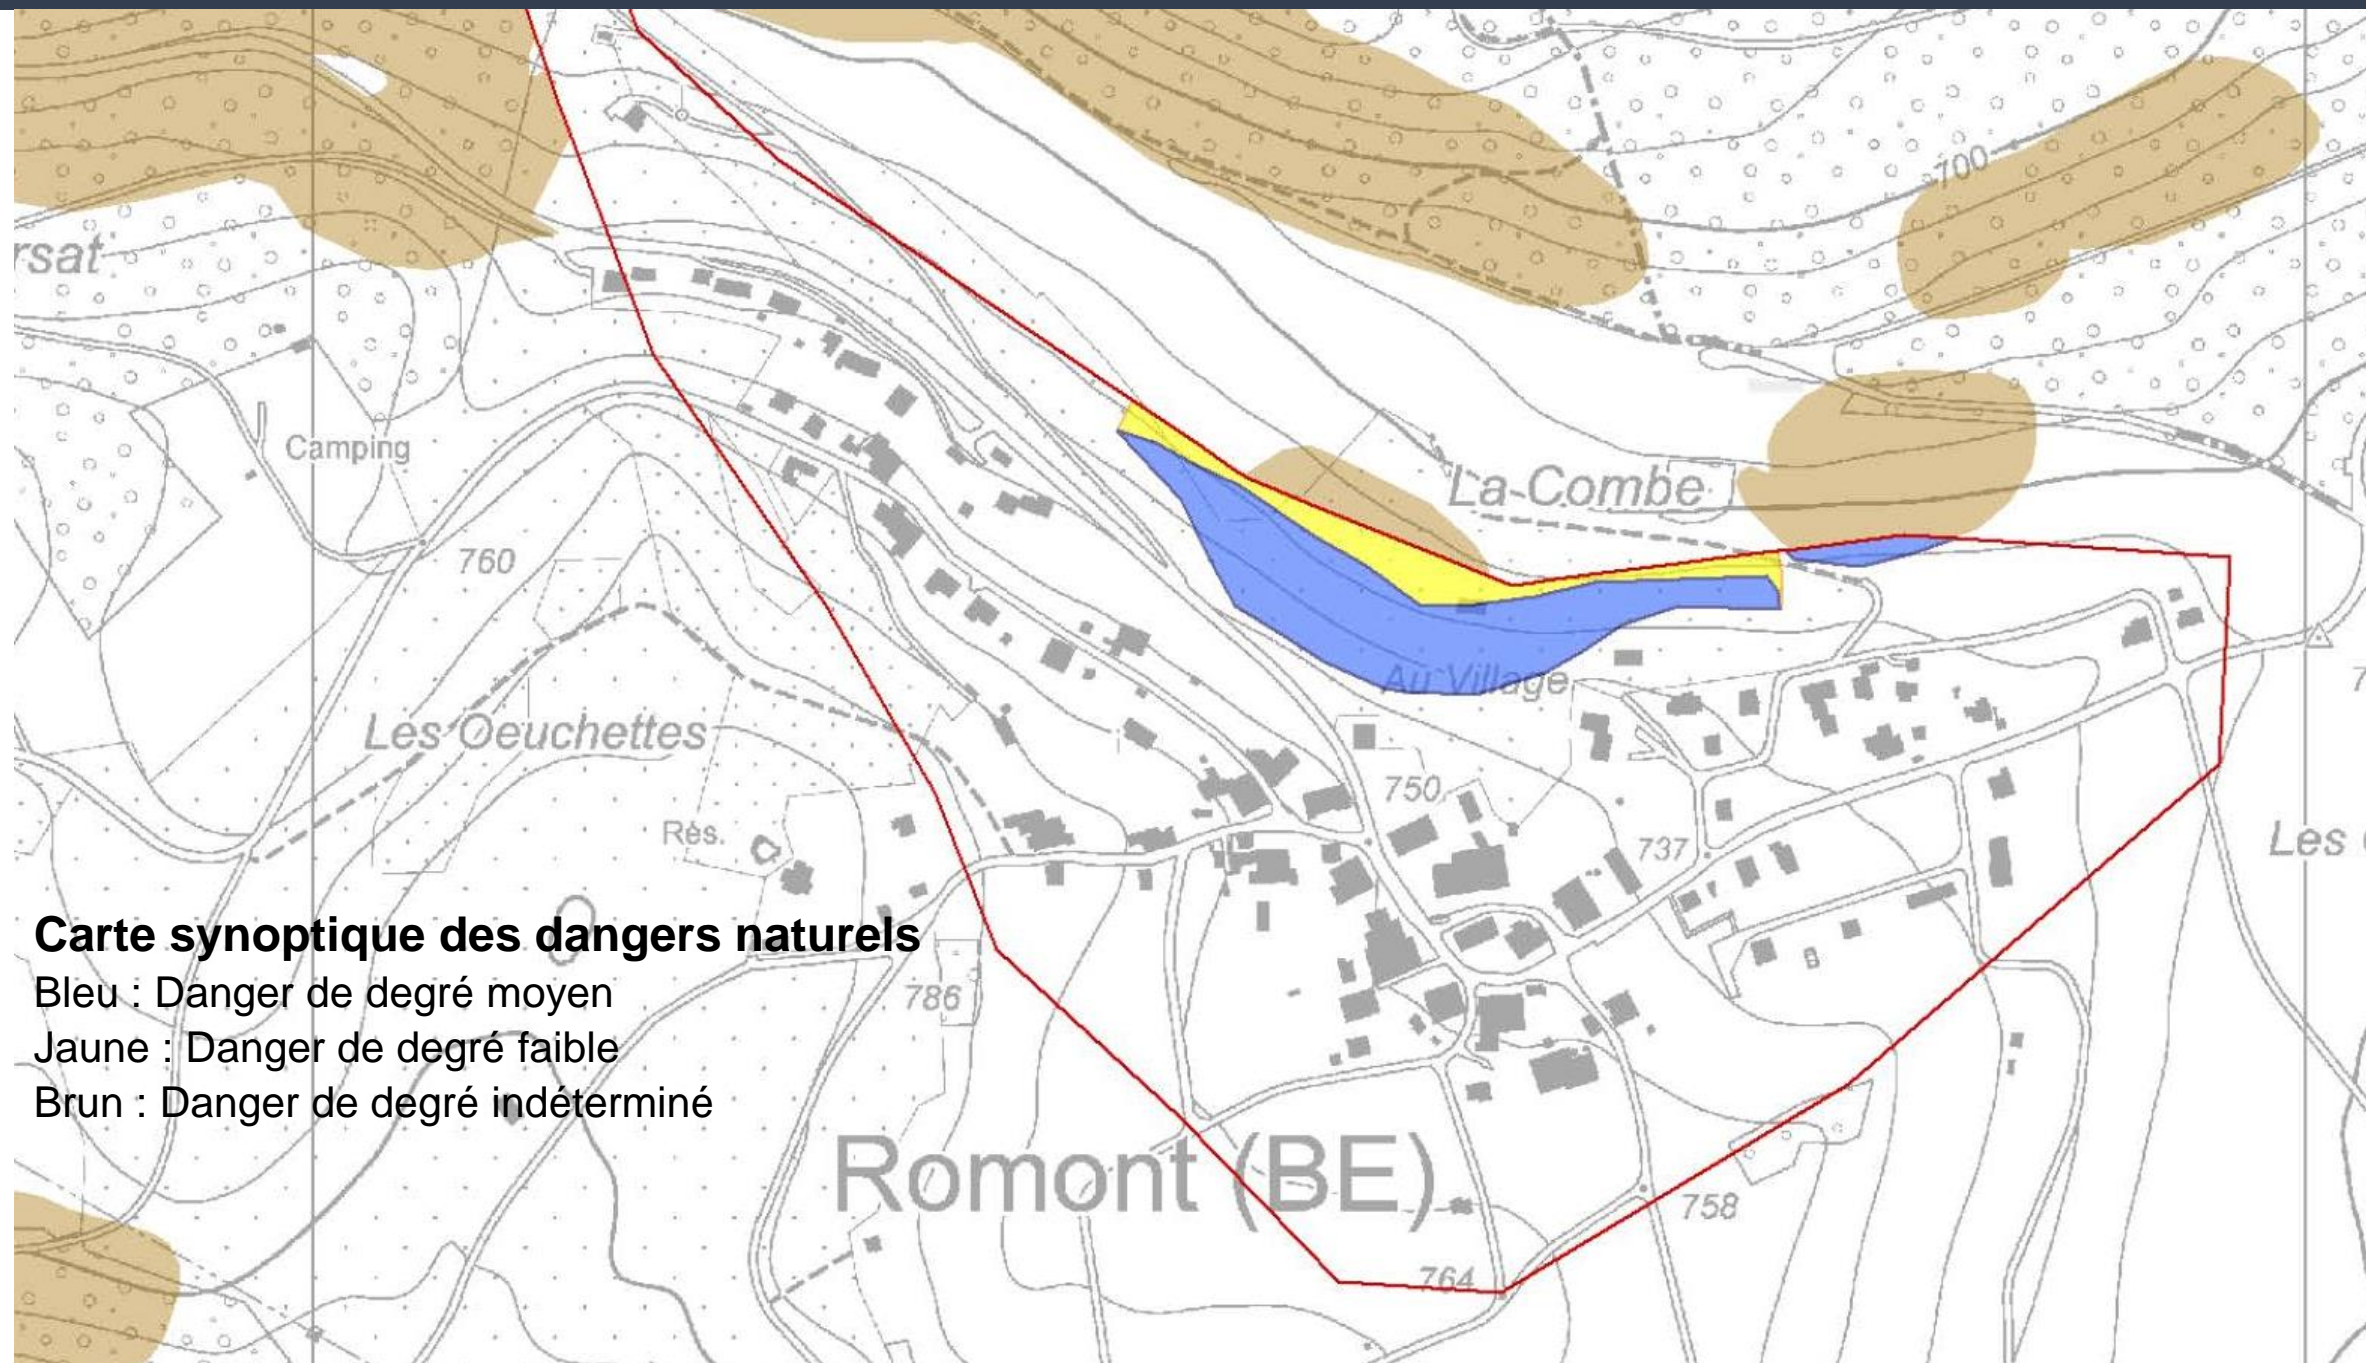 100
rsat
Camping
La-Combe
760
Au Village
Les Oeuchettes
750
Rés.
737
Les
Carte synoptique des dangers naturels
Bleu : Danger de degré moyen
786
Jaune : Danger de degré faible
Brun : Danger de degré indéterminé
Romont (BE)
758
764